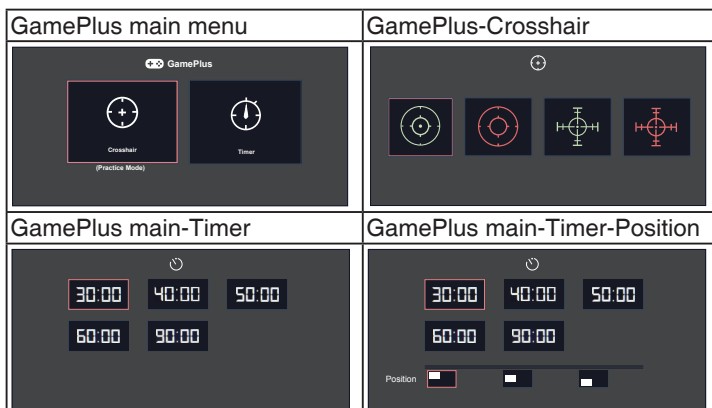 GamePlus main menu
GamePlus-Crosshair
GamePlus
Crosshair
Timer
(Practice Mode)
GamePlus main-Timer
GamePlus main-Timer-Position
30:00 40:00 50:00
60:00 90:00
30:00 40:00 50:00
60:00 90:00
Position